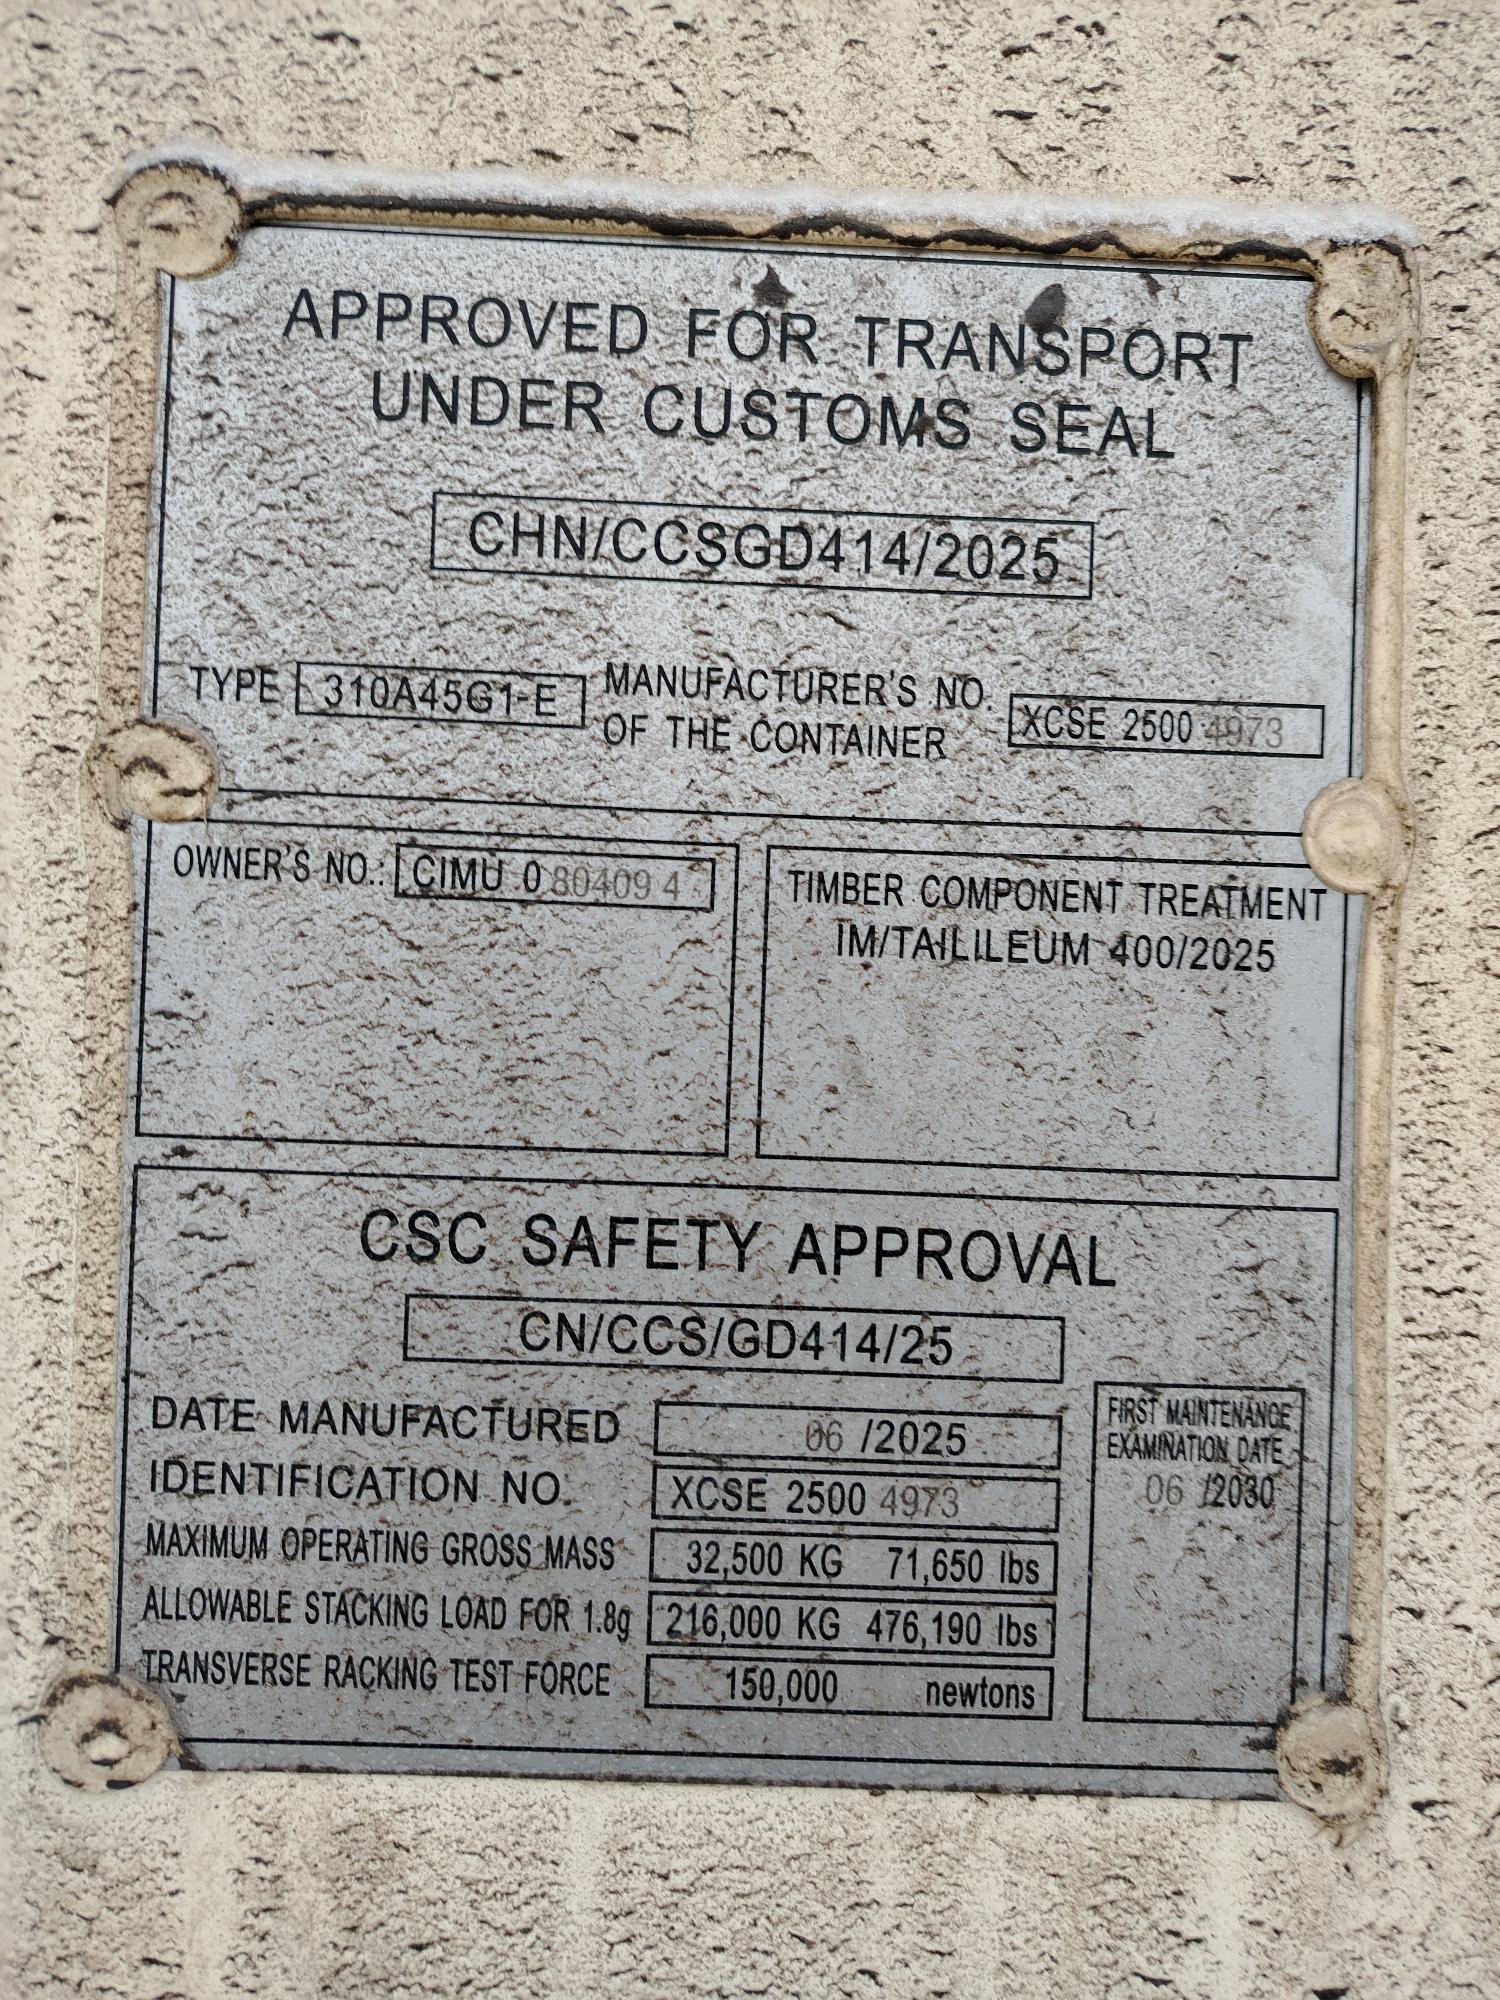 APPROVED FOR TRANSPORT
UNDER CUSTOMS SEAL
CHN/CCSGD414/2025
TYPE 310A45G1-E MANUFACTURER'S NO. OF THE CONTAINER XCSE 2500 4973
OWNER'S NO.: CIMU 0 804094
TIMBER COMPONENT TREATMENT
IM/TAILILEUM 400/2025
CSC SAFETY APPROVAL
CN/CCS/GD414/25
DATE MANUFACTURED 06 /2025
IDENTIFICATION NO. XCSE 2500 4973
MAXIMUM OPERATING GROSS MASS 32,500 KG 71,650 lbs
ALLOWABLE STACKING LOAD FOR 1.8g 216,000 KG 476,190 lbs
TRANSVERSE RACKING TEST FORCE 150,000 newtons
FIRST MAINTENANCE
EXAMINATION DATE
06 /2030